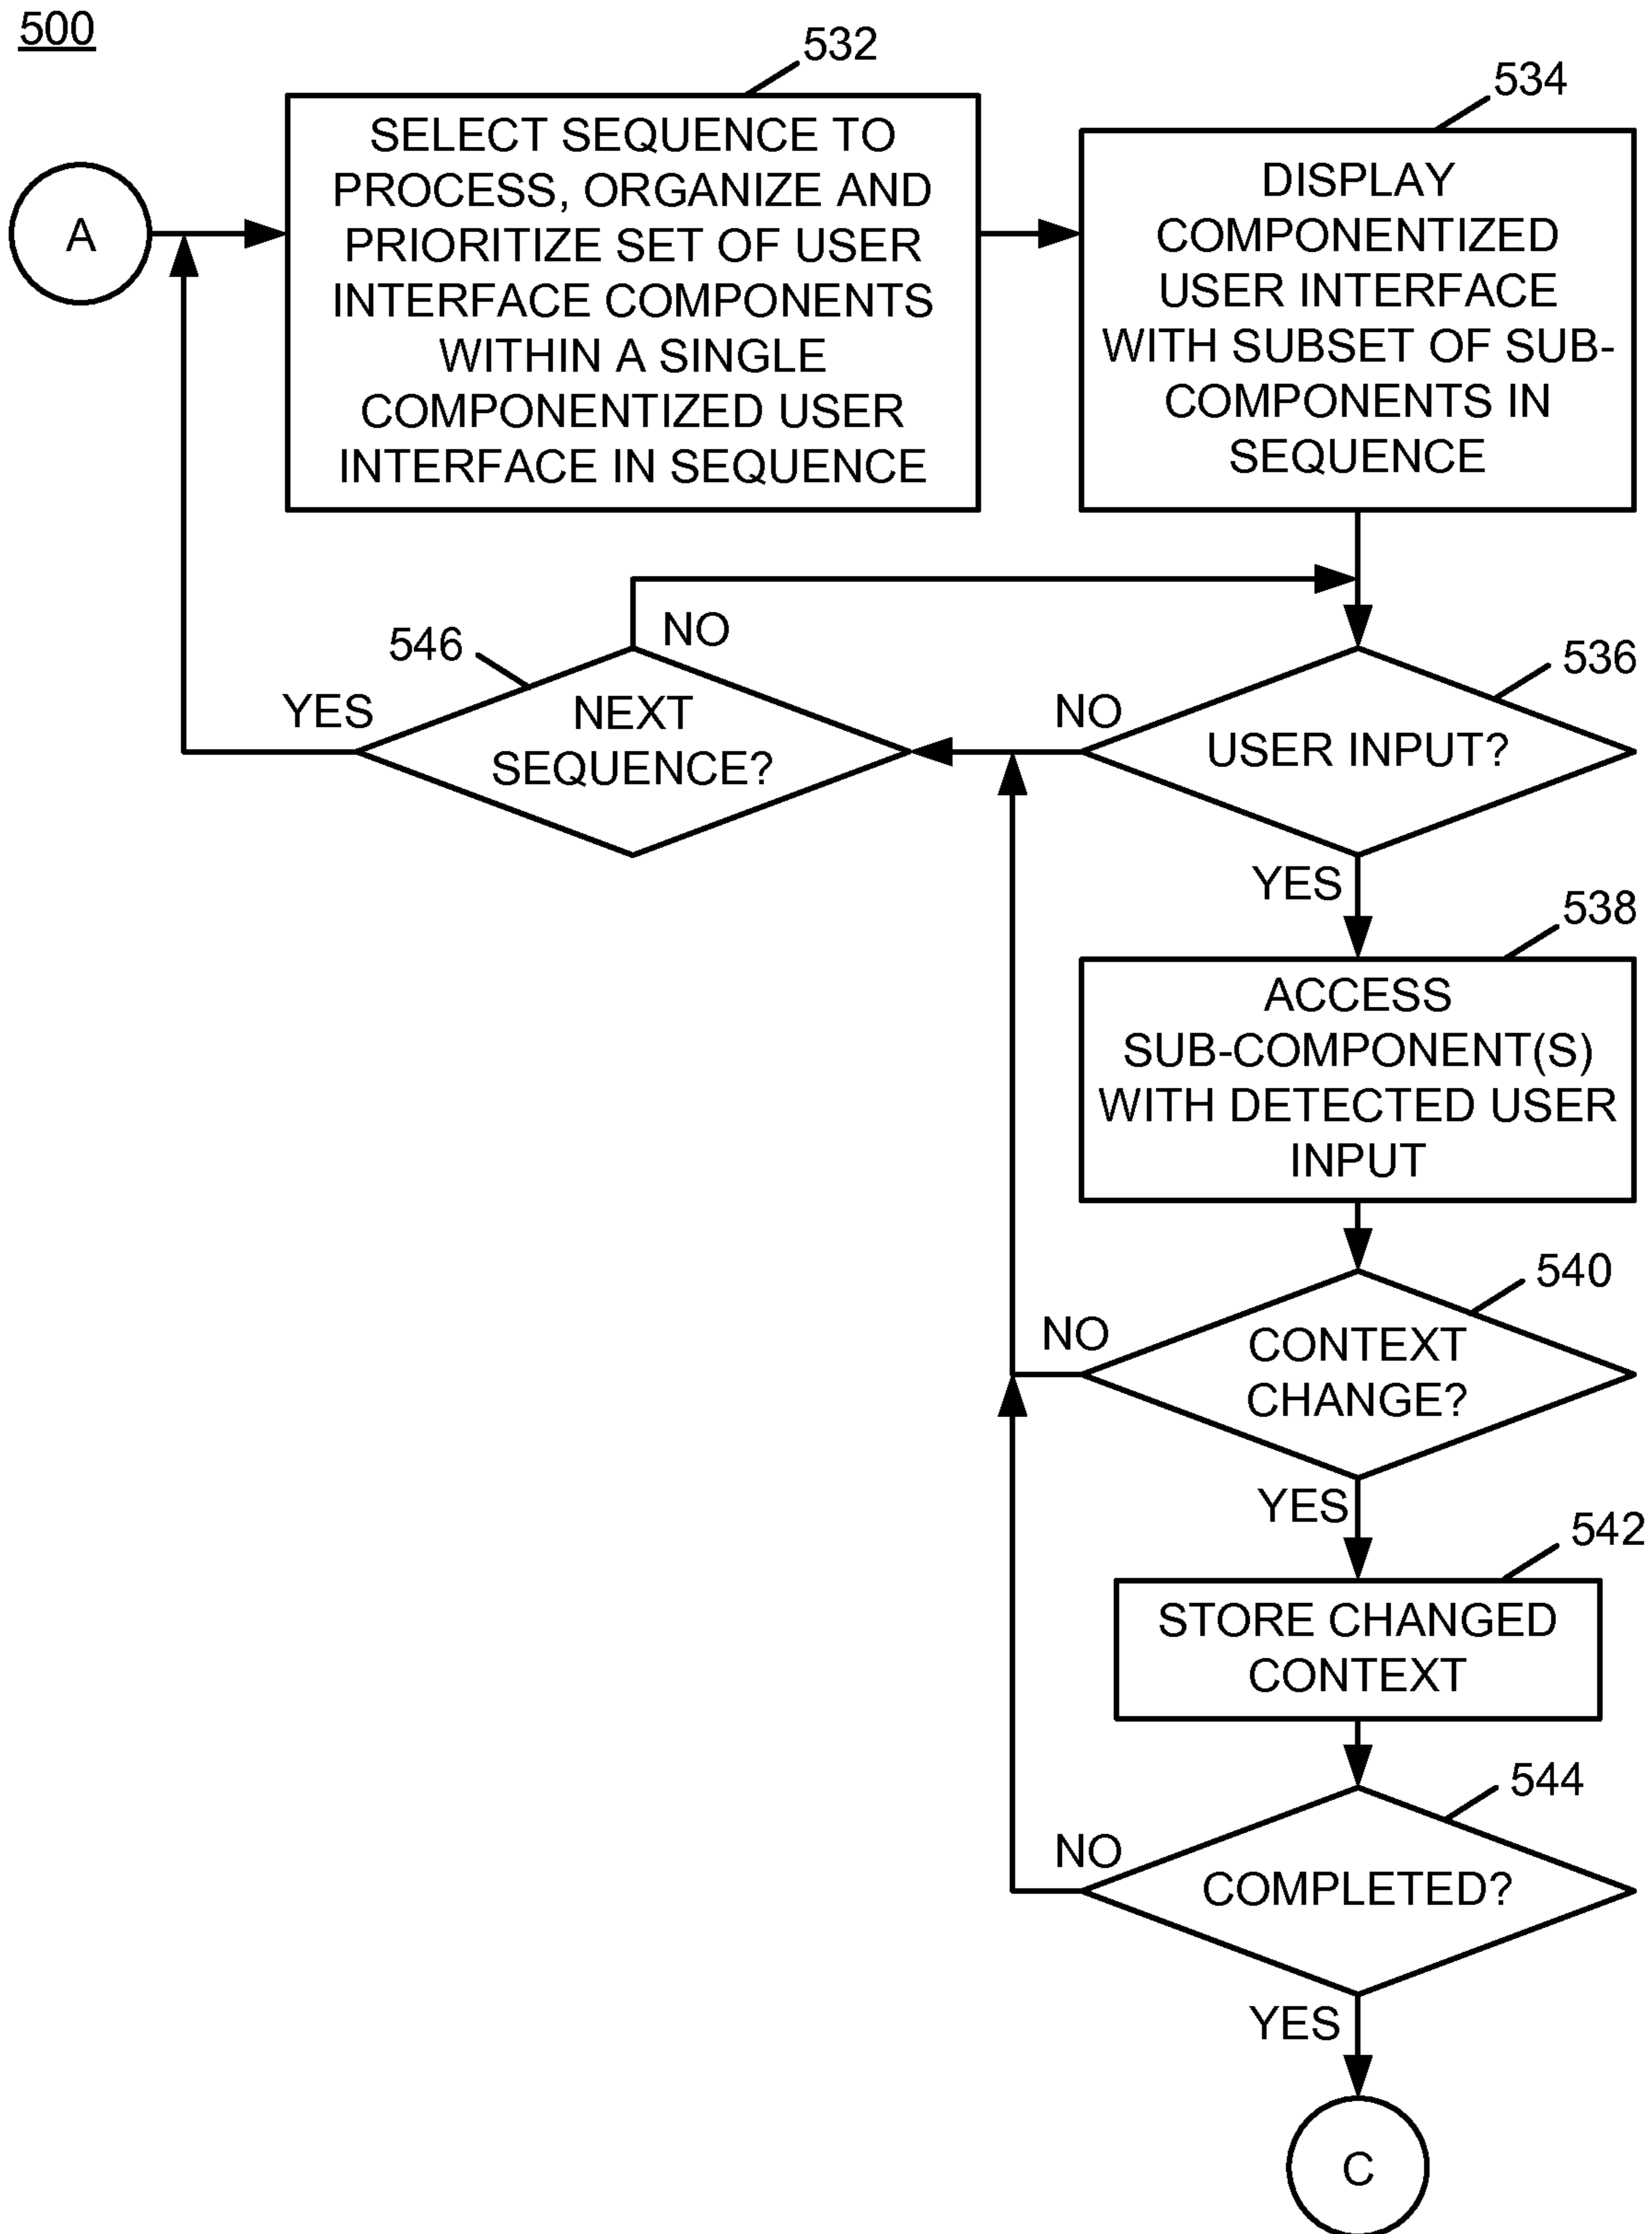 500
532
SELECT SEQUENCE TO
PROCESS, ORGANIZE AND
PRIORITIZE SET OF USER
INTERFACE COMPONENTS
WITHIN A SINGLE
COMPONENTIZED USER
INTERFACE IN SEQUENCE
534
DISPLAY
COMPONENTIZED
USER INTERFACE
WITH SUBSET OF SUB-
COMPONENTS IN
SEQUENCE
A
546
NO
YES
NEXT
SEQUENCE?
536
NO
USER INPUT?
YES
538
ACCESS
SUB-COMPONENT(S)
WITH DETECTED USER
INPUT
540
NO
CONTEXT
CHANGE?
YES
542
STORE CHANGED
CONTEXT
544
NO
COMPLETED?
YES
C